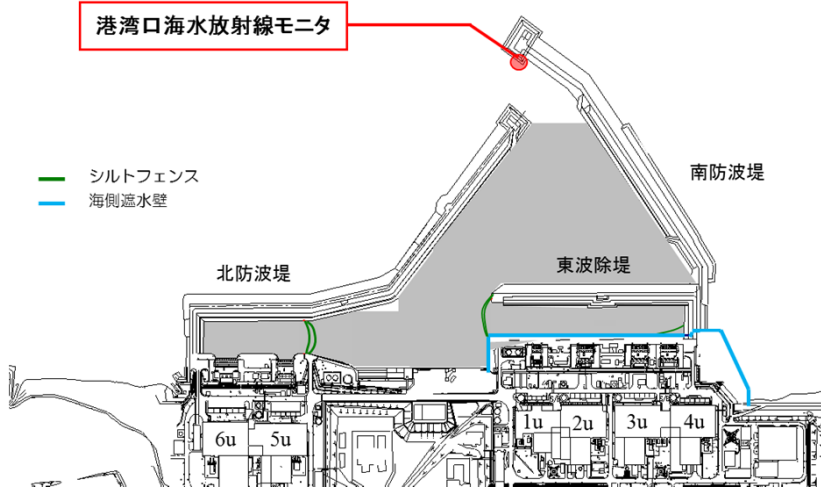 港湾口海水放射線モニタ
シルトフェンス
海側遮水壁
南防波堤
北防波堤
東波除堤
6u
5u
1u
2u
3u
4u